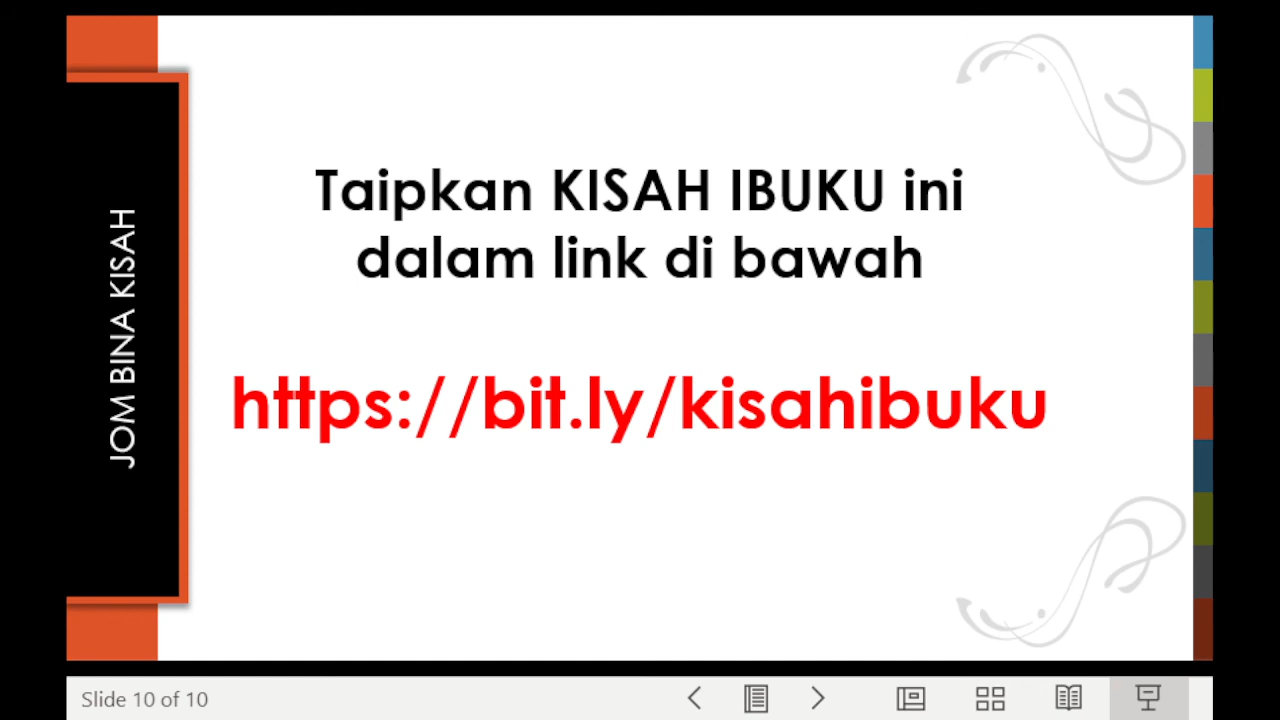 JOM BINA KISAH
Taipkan KISAH IBUKU ini
dalam link di bawah
https://bit.ly/kisahibuku
Slide 10 of 10